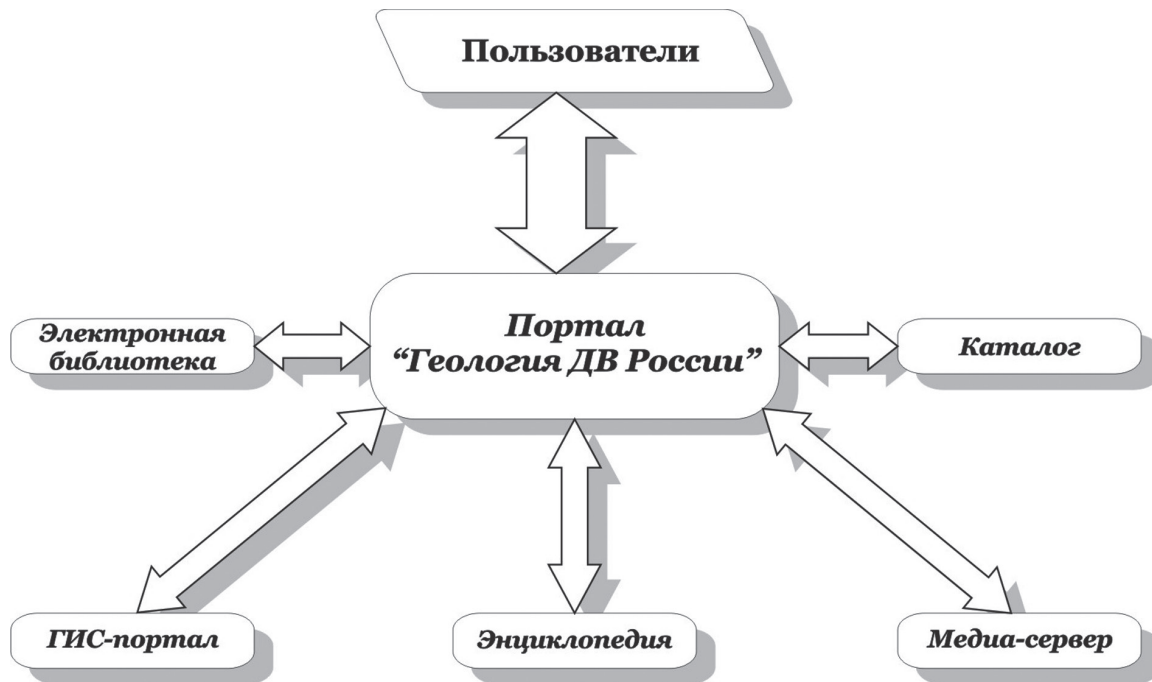 Пользователи
Портал
“Геология ДВ России”
Электронная
библиотека
Каталог
ГИС-портал
Энциклопедия
Медиа-сервер